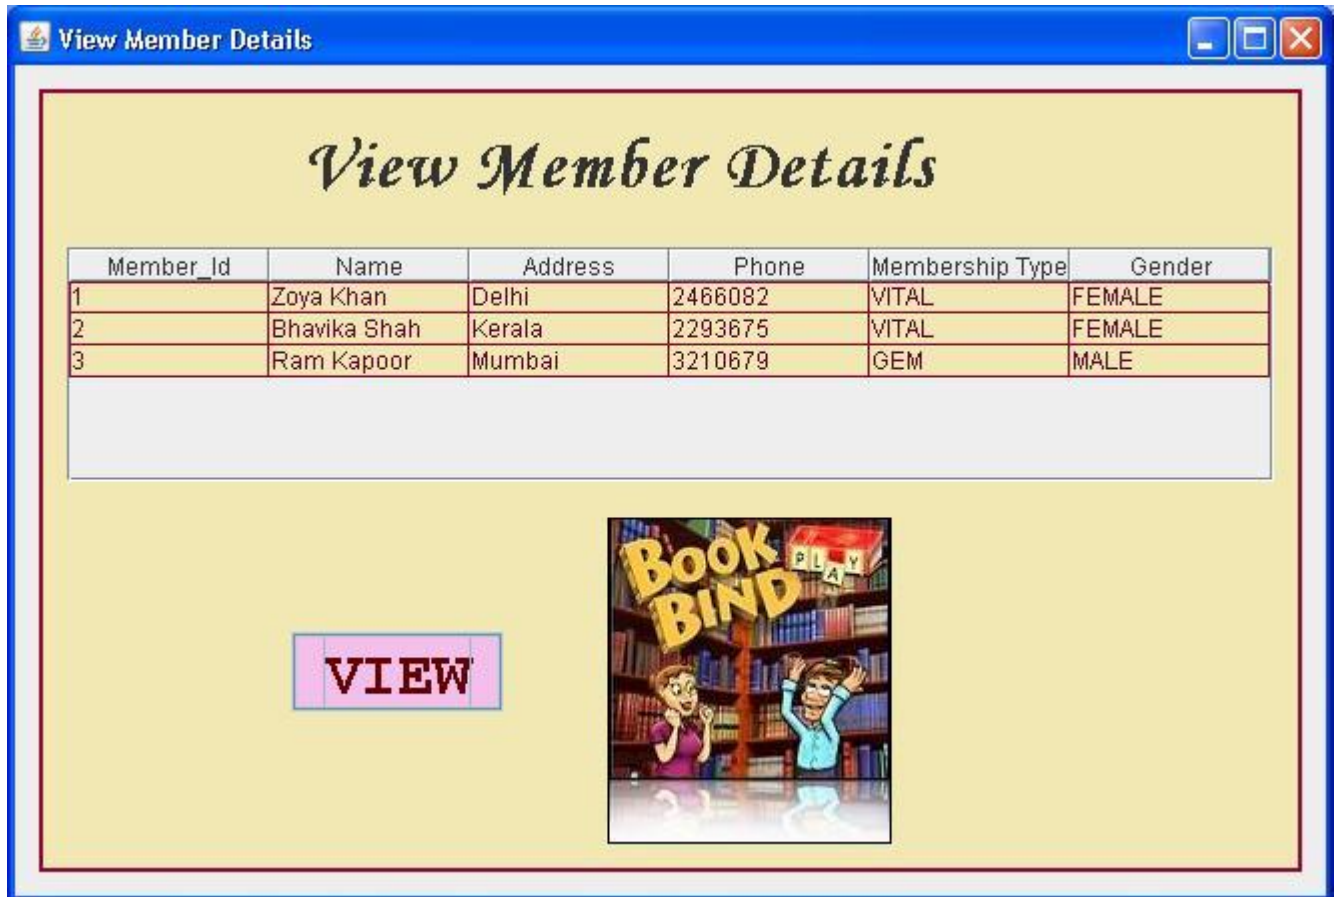 View Member Details
View Member Details
Member_Id Name Address Phone Membership Type Gender
1 Zoya Khan Delhi 2466082 VITAL FEMALE
2 Bhavika Shah Kerala 2293675 VITAL FEMALE
3 Ram Kapoor Mumbai 3210679 GEM MALE
BOOK
BIND
PLAY
VIEW